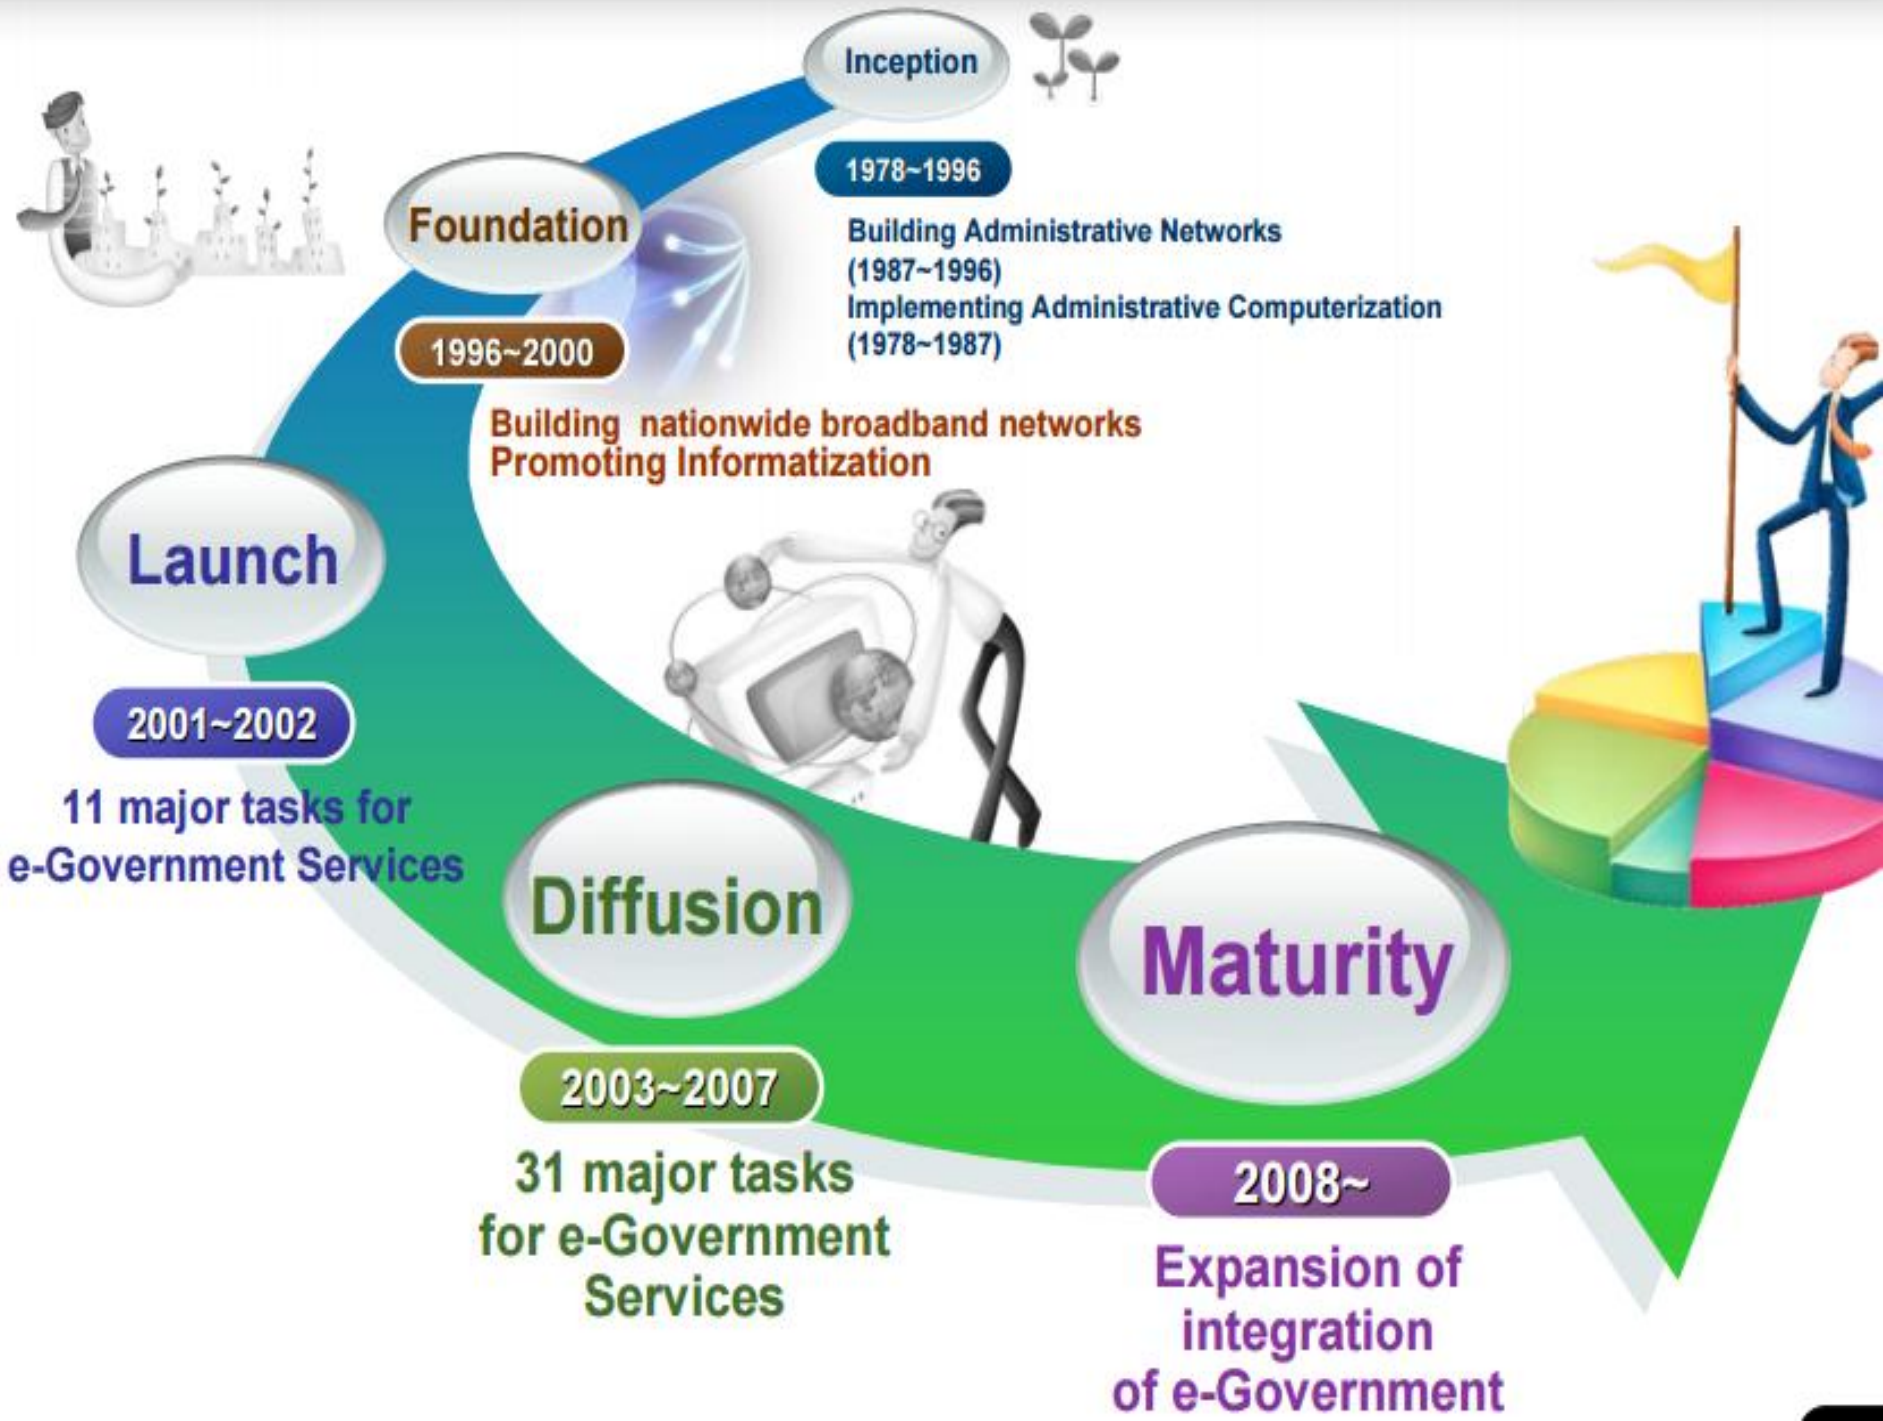 Inception
1978~1996
Building Administrative Networks
(1987~1996)
Implementing Administrative Computerization
(1978~1987)
Foundation
1996~2000
Building nationwide broadband networks
Promoting Informatization
Launch
2001~2002
11 major tasks for
e-Government Services
Diffusion
2003~2007
31 major tasks
for e-Government
Services
Maturity
2008~
Expansion of
integration
of e-Government